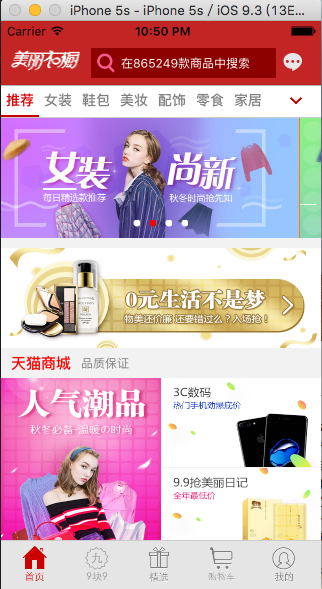 iPhone 5s - iPhone 5s / iOS 9.3 (13E...
Carrier 10:50 PM
美丽衣橱 在865249款商品中搜索
推荐 女装 鞋包 美妆 配饰 零食 家居
女装 尚新
每日精选款推荐 秋冬时尚抢先知
0元生活不是梦
物美还价廉 还要错过么？入场抢！
天猫商城 品质保证
人气潮品
秋冬必备 温暖の时尚
3C数码
热门手机劲爆底价
9.9抢美丽日记
全年最低价
九
首页 9块9 精选 购物车 我的